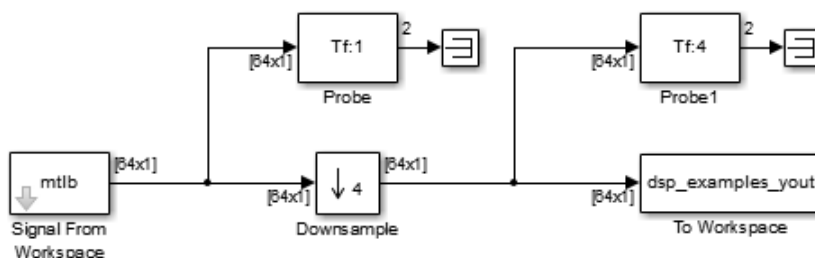 Tf:1
2
[64x1]
Probe
Tf:4
2
[64x1]
Probe1
mtlb
[64x1]
Signal From
Workspace
[64x1]
↓ 4
[64x1]
Downsample
[64x1]
dsp_examples_yout
To Workspace